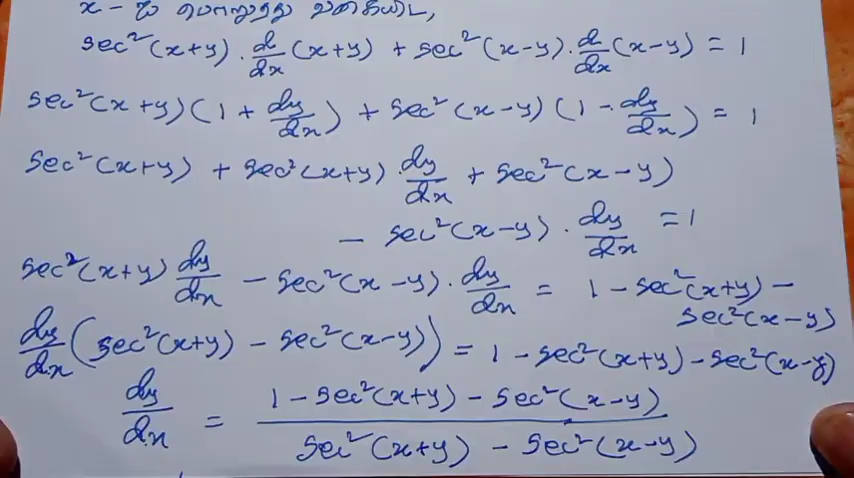 x - ஐ பொறுத்து வகையிட,
sec²(x+y) . d/dx (x+y) + sec²(x-y) . d/dx (x-y) = 1
sec²(x+y) (1 + dy/dx) + sec²(x-y) (1 - dy/dx) = 1
sec²(x+y) + sec²(x+y) . dy/dx + sec²(x-y)
- sec²(x-y) . dy/dx = 1
sec²(x+y) dy/dx - sec²(x-y) . dy/dx = 1 - sec²(x+y) -
sec²(x-y)
dy/dx (sec²(x+y) - sec²(x-y)) = 1 - sec²(x+y) - sec²(x-y)
dy/dx = 1 - sec²(x+y) - sec²(x-y) / sec²(x+y) - sec²(x-y)